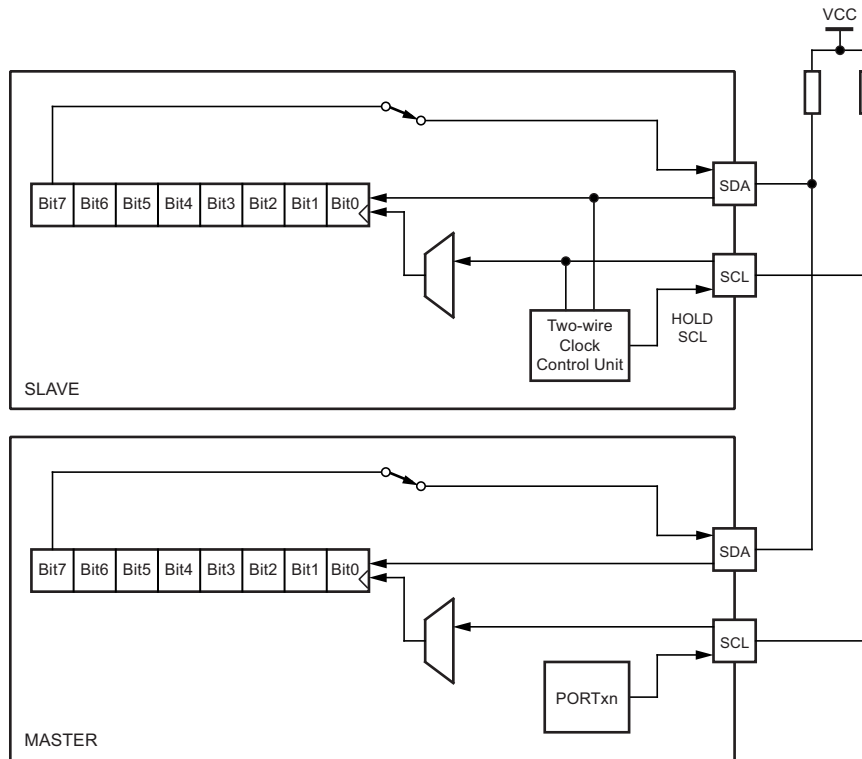 VCC
Bit7 Bit6 Bit5 Bit4 Bit3 Bit2 Bit1 Bit0
SDA
SCL
Two-wire
Clock
Control Unit
HOLD
SCL
SLAVE
Bit7 Bit6 Bit5 Bit4 Bit3 Bit2 Bit1 Bit0
SDA
SCL
PORTxn
MASTER